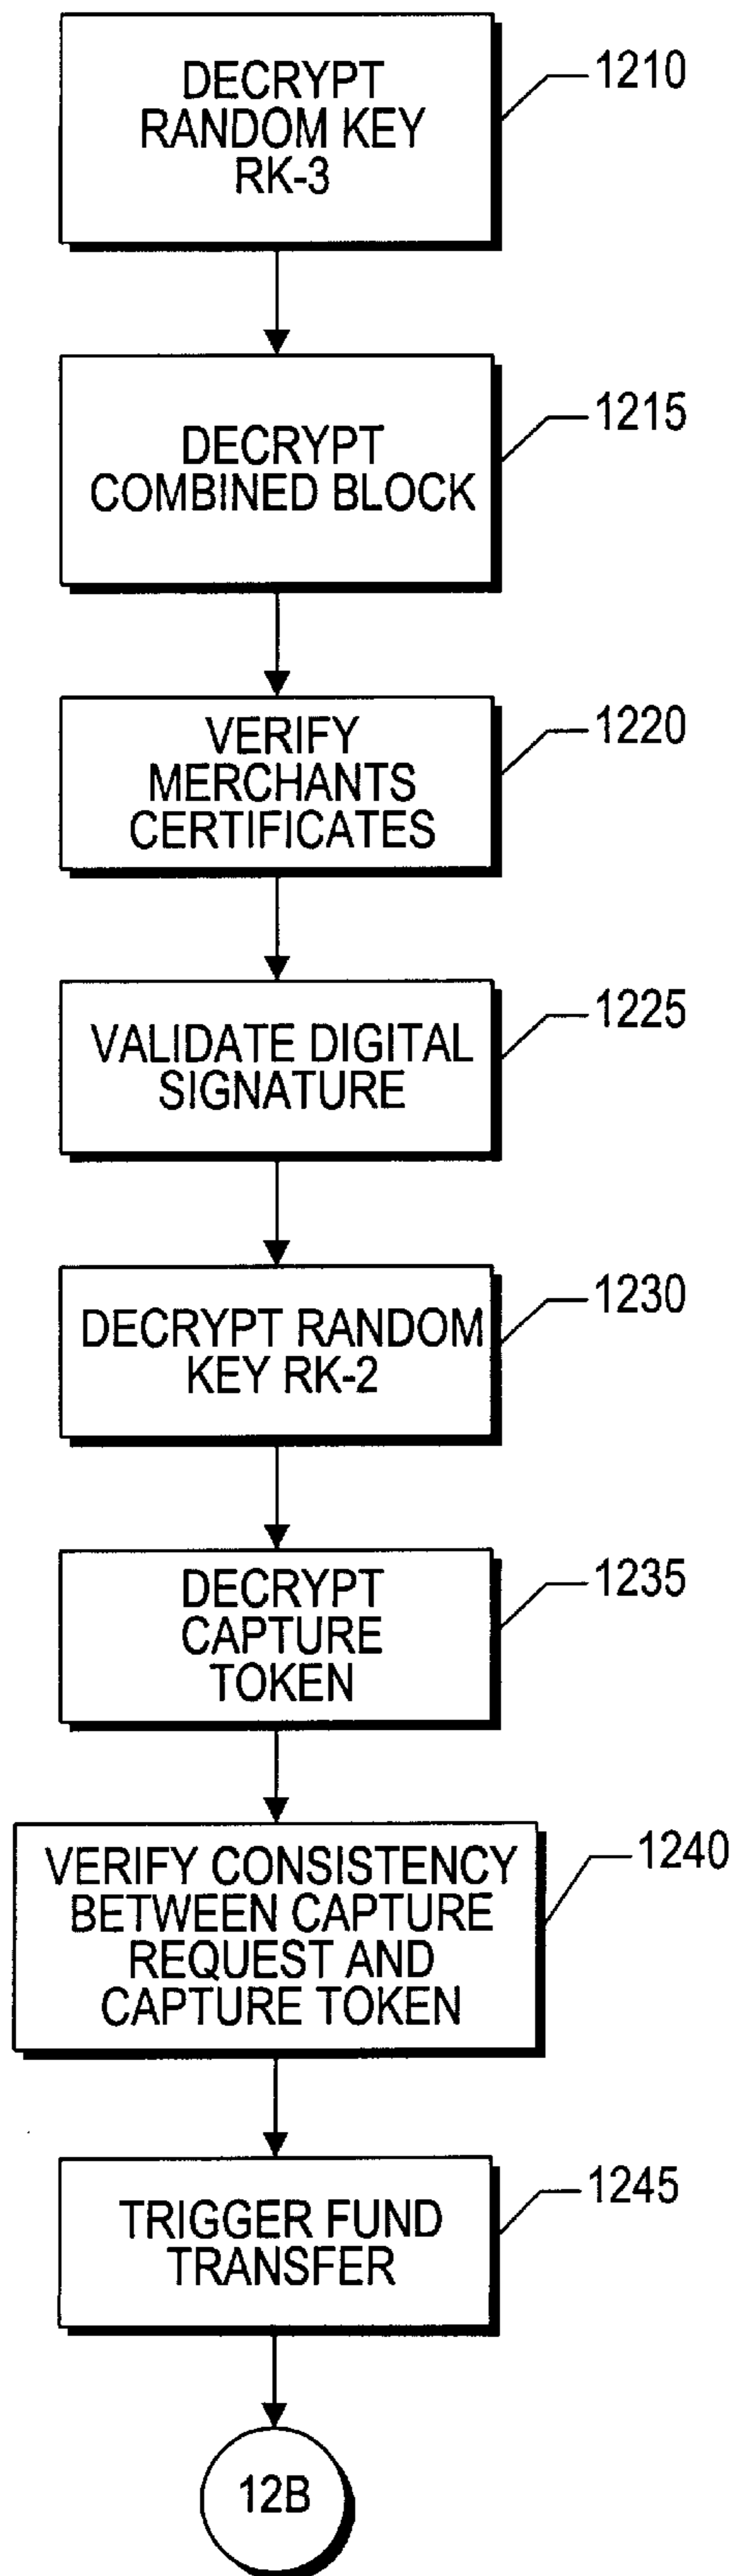 DECRYPT
RANDOM KEY
RK-3
1210
DECRYPT
COMBINED BLOCK
1215
VERIFY
MERCHANTS
CERTIFICATES
1220
VALIDATE DIGITAL
SIGNATURE
1225
DECRYPT RANDOM
KEY RK-2
1230
DECRYPT
CAPTURE
TOKEN
1235
VERIFY CONSISTENCY
BETWEEN CAPTURE
REQUEST AND
CAPTURE TOKEN
1240
TRIGGER FUND
TRANSFER
1245
12B